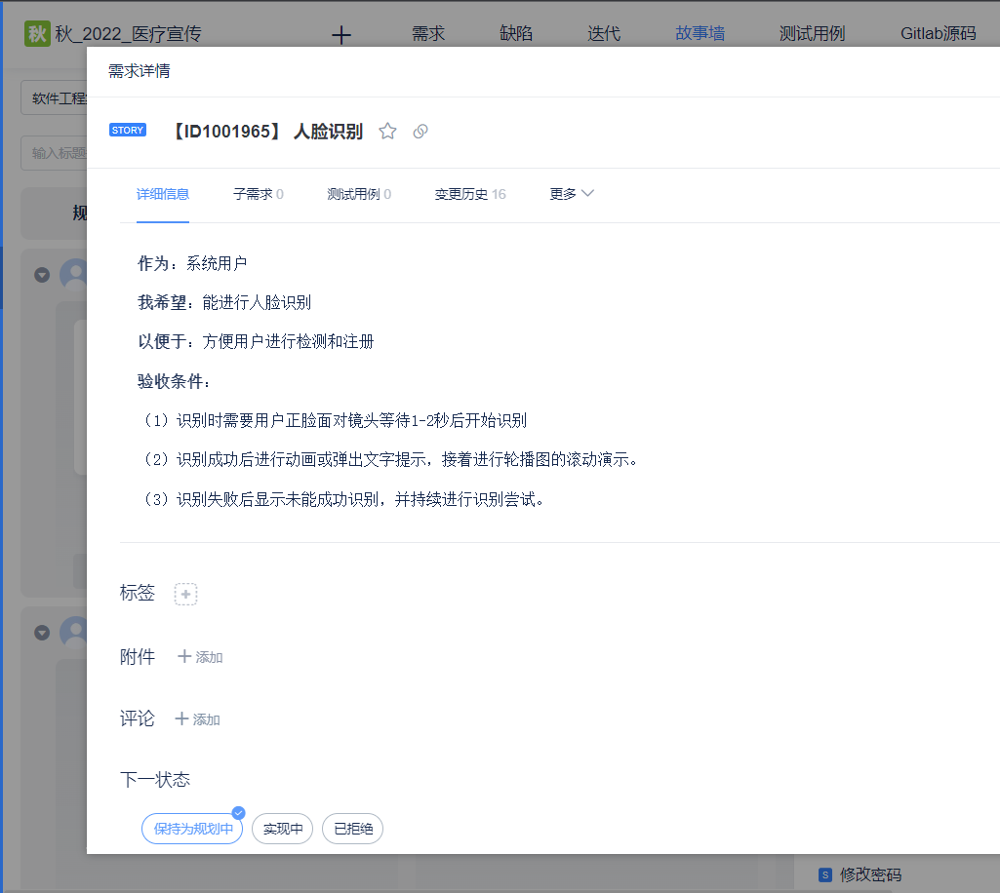 秋 秋_2022_医疗宣传 需求 缺陷 迭代 故事墙 测试用例 Gitlab源码
需求详情
软件工程
STORY 【ID1001965】 人脸识别
输入标题
详细信息 子需求 0 测试用例 0 变更历史 16 更多
规
作为：系统用户
我希望：能进行人脸识别
以便于：方便用户进行检测和注册
验收条件：
（1）识别时需要用户正脸面对镜头等待1-2秒后开始识别
（2）识别成功后进行动画或弹出文字提示，接着进行轮播图的滚动演示。
（3）识别失败后显示未能成功识别，并持续进行识别尝试。
标签
附件 添加
评论 添加
下一状态
保持为规划中 实现中 已拒绝
S 修改密码